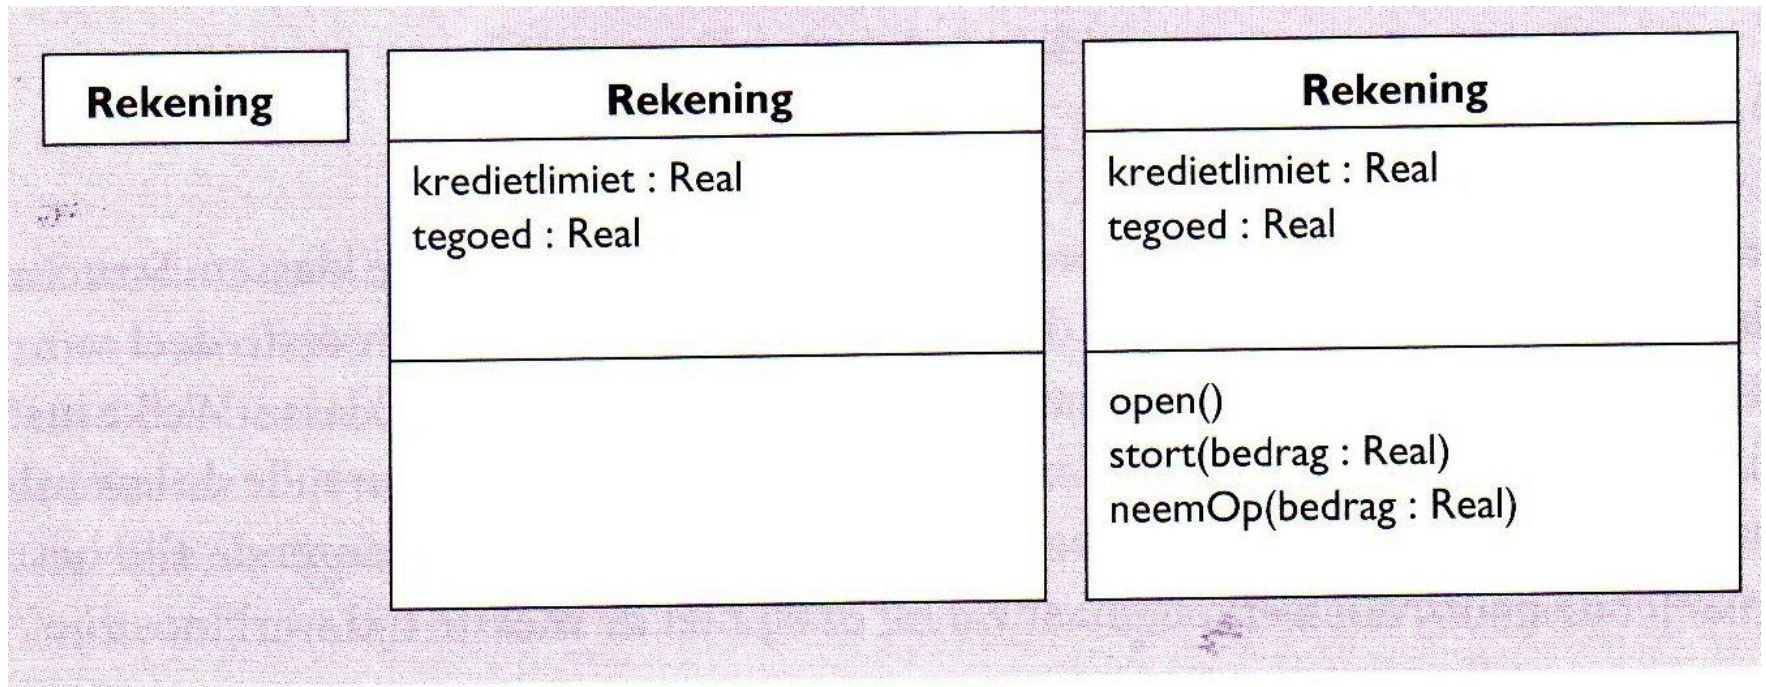 Rekening
Rekening
kredietlimiet : Real
tegoed : Real
Rekening
kredietlimiet : Real
tegoed : Real
open()
stort(bedrag : Real)
neemOp(bedrag : Real)